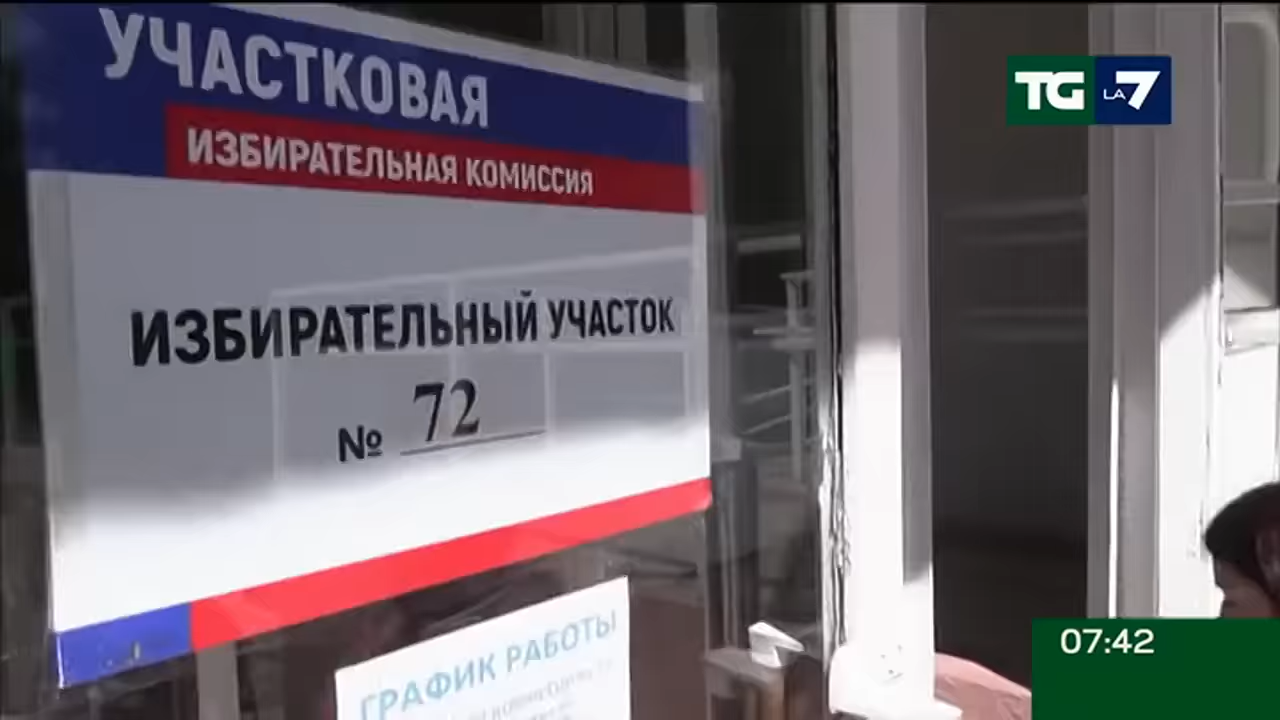 УЧАСТКОВАЯ
ИЗБИРАТЕЛЬНАЯ КОМИССИЯ
ИЗБИРАТЕЛЬНЫЙ УЧАСТОК
№ 72
ГРАФИК РАБОТЫ
TG LA7
07:42